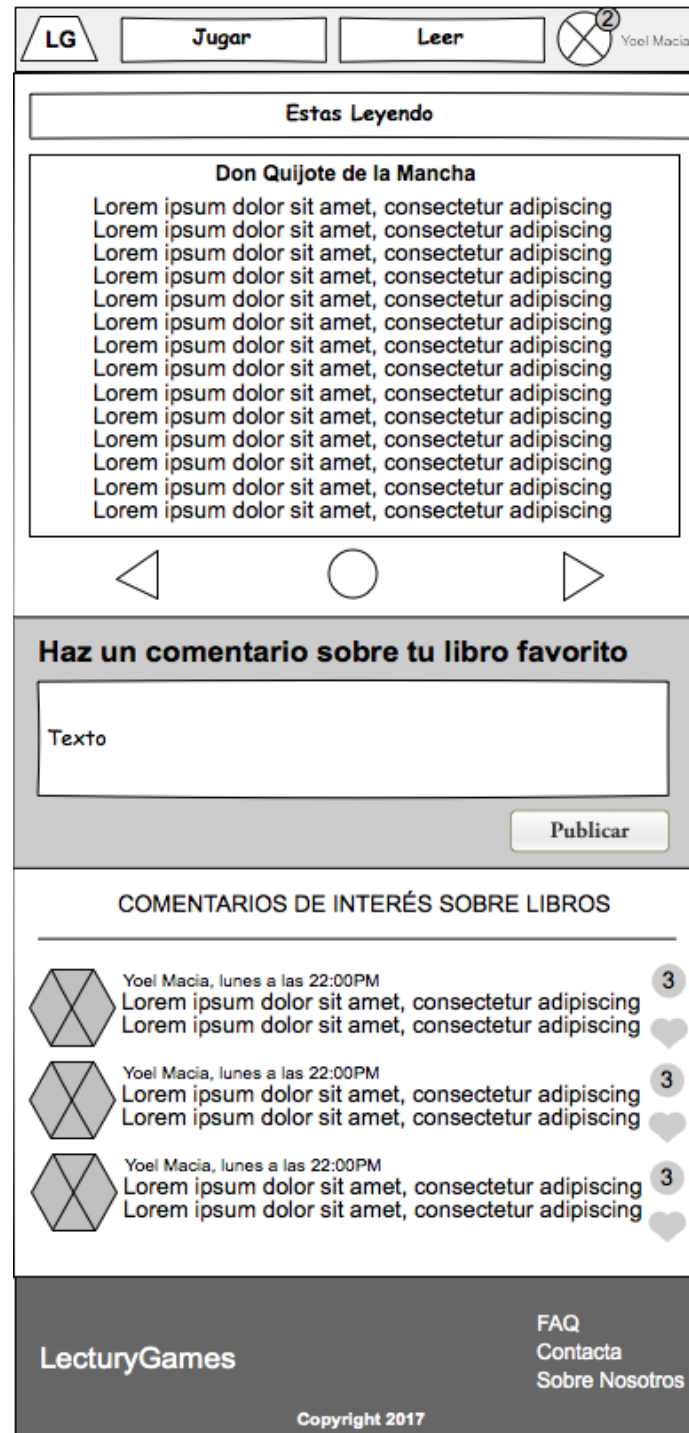 LG
Jugar
Leer
2
Yoel Macia
Estas Leyendo
Don Quijote de la Mancha
Lorem ipsum dolor sit amet, consectetur adipiscing
Lorem ipsum dolor sit amet, consectetur adipiscing
Lorem ipsum dolor sit amet, consectetur adipiscing
Lorem ipsum dolor sit amet, consectetur adipiscing
Lorem ipsum dolor sit amet, consectetur adipiscing
Lorem ipsum dolor sit amet, consectetur adipiscing
Lorem ipsum dolor sit amet, consectetur adipiscing
Lorem ipsum dolor sit amet, consectetur adipiscing
Lorem ipsum dolor sit amet, consectetur adipiscing
Lorem ipsum dolor sit amet, consectetur adipiscing
Lorem ipsum dolor sit amet, consectetur adipiscing
Lorem ipsum dolor sit amet, consectetur adipiscing
Lorem ipsum dolor sit amet, consectetur adipiscing
Lorem ipsum dolor sit amet, consectetur adipiscing
Haz un comentario sobre tu libro favorito
Texto
Publicar
COMENTARIOS DE INTERÉS SOBRE LIBROS
Yoel Macia, lunes a las 22:00PM
Lorem ipsum dolor sit amet, consectetur adipiscing
Lorem ipsum dolor sit amet, consectetur adipiscing
3
Yoel Macia, lunes a las 22:00PM
Lorem ipsum dolor sit amet, consectetur adipiscing
Lorem ipsum dolor sit amet, consectetur adipiscing
3
Yoel Macia, lunes a las 22:00PM
Lorem ipsum dolor sit amet, consectetur adipiscing
Lorem ipsum dolor sit amet, consectetur adipiscing
3
LecturyGames
FAQ
Contacta
Sobre Nosotros
Copyright 2017